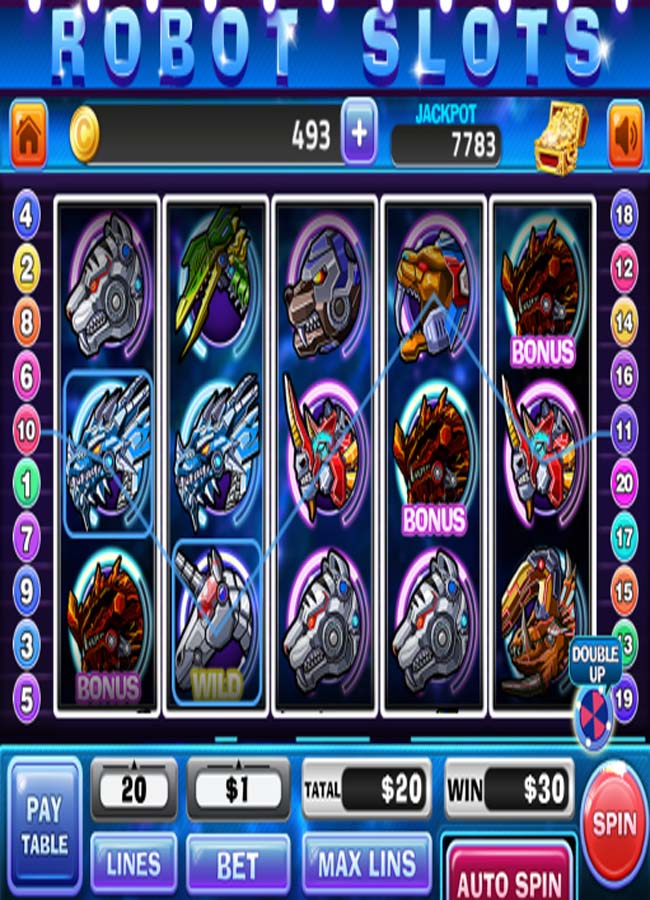 ROBOT SLOTS
C 493 + JACKPOT
7783
4 18
2 12
8 14
BONUS
6 16
10 11
1 20
BONUS
7 17
9 15
3 13
DOUBLE
UP
BONUS WILD
5 19
PAY
TABLE
20 $1 TATAL $20 WIN $30
LINES BET MAX LINS
AUTO SPIN
SPIN